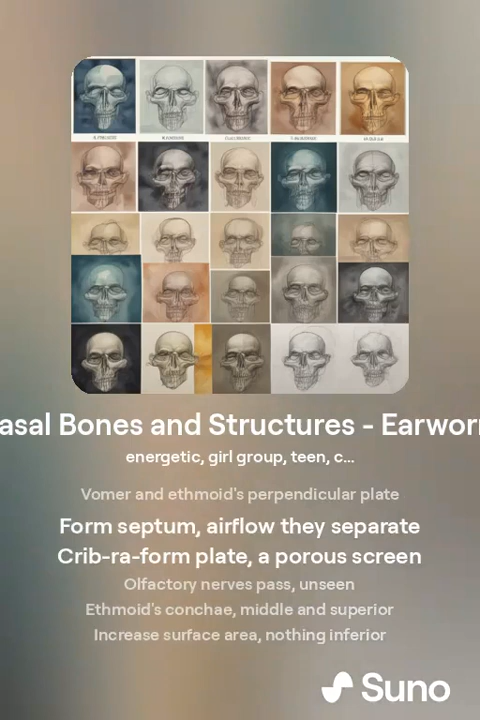 asal Bones and Structures - Earwor
energetic, girl group, teen, c...
Vomer and ethmoid's perpendicular plate
Form septum, airflow they separate
Crib-ra-form plate, a porous screen
Olfactory nerves pass, unseen
Ethmoid's conchae, middle and superior
Increase surface area, nothing inferior
Suno